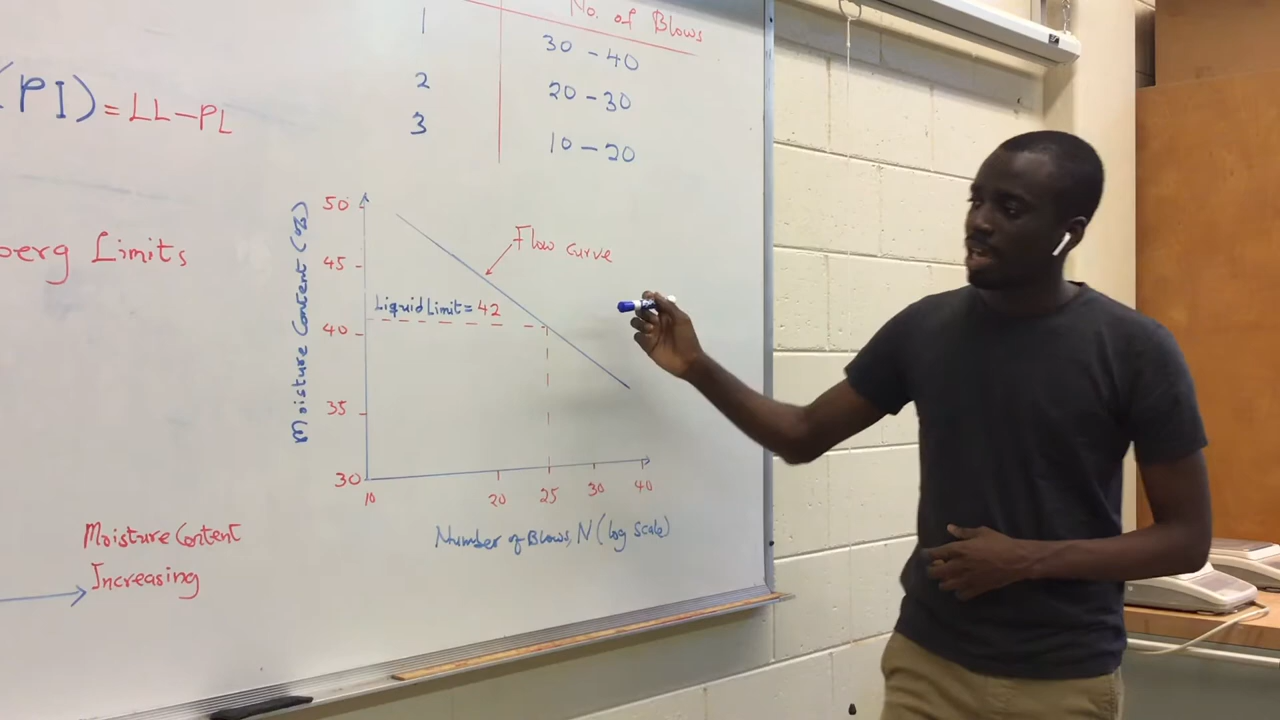 No. of Blows
1 30 - 40
2 20 - 30
3 10 - 20
(PI) = LL - PL
berg Limits
50
45
40
35
30
Moisture Content (%)
Flow curve
Liquid Limit = 42
10 20 25 30 40
Number of Blows, N (log scale)
Moisture Content
Increasing